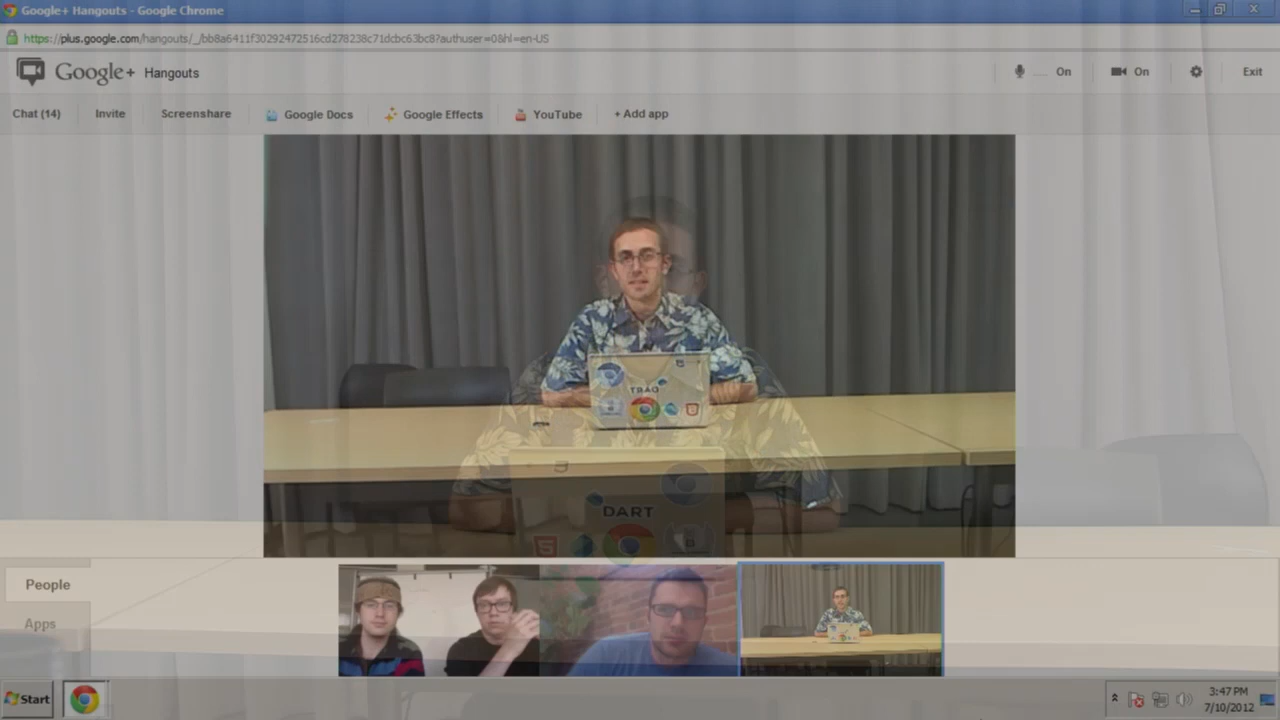 Google+ Hangouts - Google Chrome
https://plus.google.com/hangouts/_/bb8a6411f30292472516cd278238c71dcbc63bc8?authuser=0&hl=en-US
Google+ Hangouts
On
On
Exit
Chat (14)
Invite
Screenshare
Google Docs
Google Effects
YouTube
+ Add app
DART
DART
People
Apps
Start
3:47 PM
7/10/2012